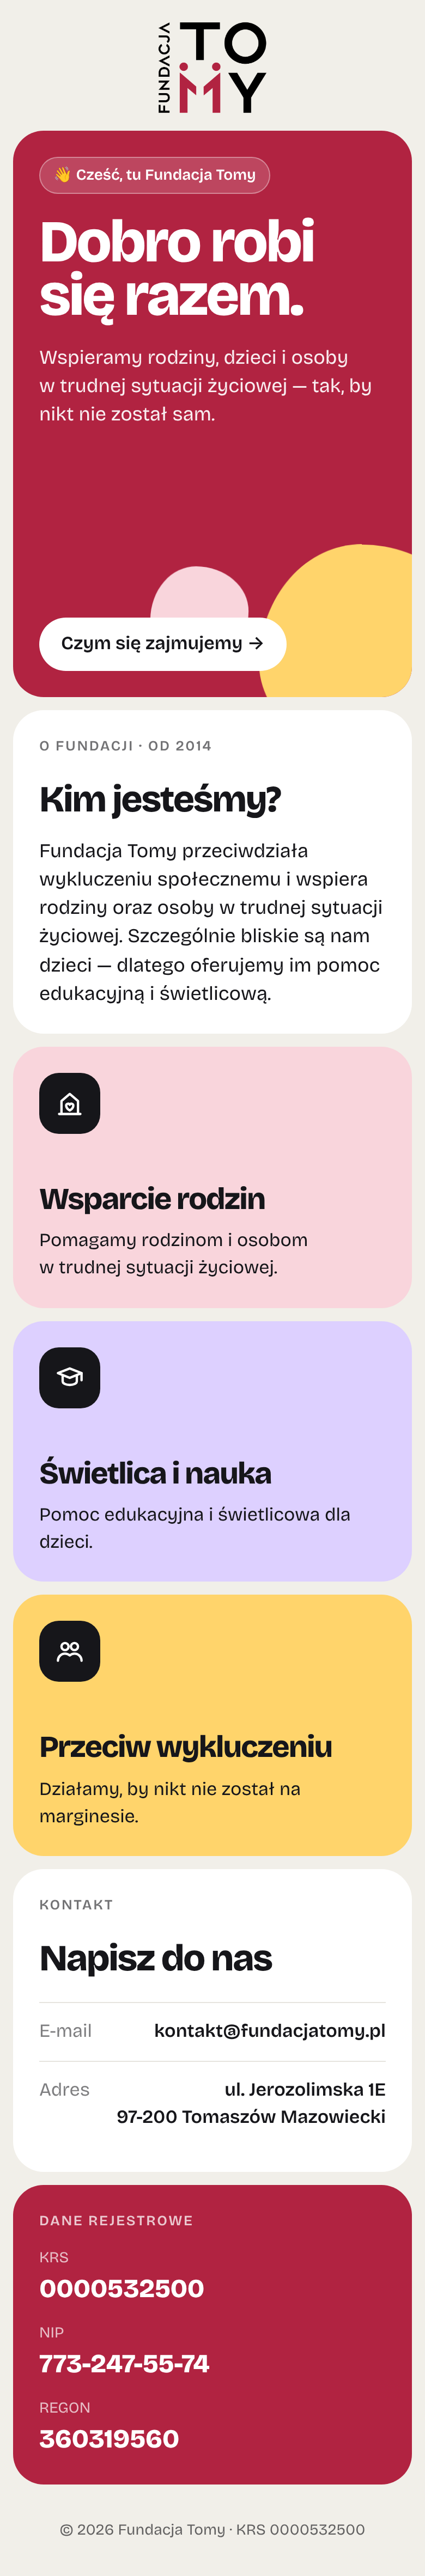 FUNDACJA
TO
MY
👋 Cześć, tu Fundacja Tomy
Dobro robi
się razem.
Wspieramy rodziny, dzieci i osoby
w trudnej sytuacji życiowej — tak, by
nikt nie został sam.
Czym się zajmujemy →
O FUNDACJI · OD 2014
Kim jesteśmy?
Fundacja Tomy przeciwdziała
wykluczeniu społecznemu i wspiera
rodziny oraz osoby w trudnej sytuacji
życiowej. Szczególnie bliskie są nam
dzieci — dlatego oferujemy im pomoc
edukacyjną i świetlicową.
Wsparcie rodzin
Pomagamy rodzinom i osobom
w trudnej sytuacji życiowej.
Świetlica i nauka
Pomoc edukacyjna i świetlicowa dla
dzieci.
Przeciw wykluczeniu
Działamy, by nikt nie został na
marginesie.
KONTAKT
Napisz do nas
E-mail kontakt@fundacjatomy.pl
Adres ul. Jerozolimska 1E
97-200 Tomaszów Mazowiecki
DANE REJESTROWE
KRS
0000532500
NIP
773-247-55-74
REGON
360319560
© 2026 Fundacja Tomy · KRS 0000532500